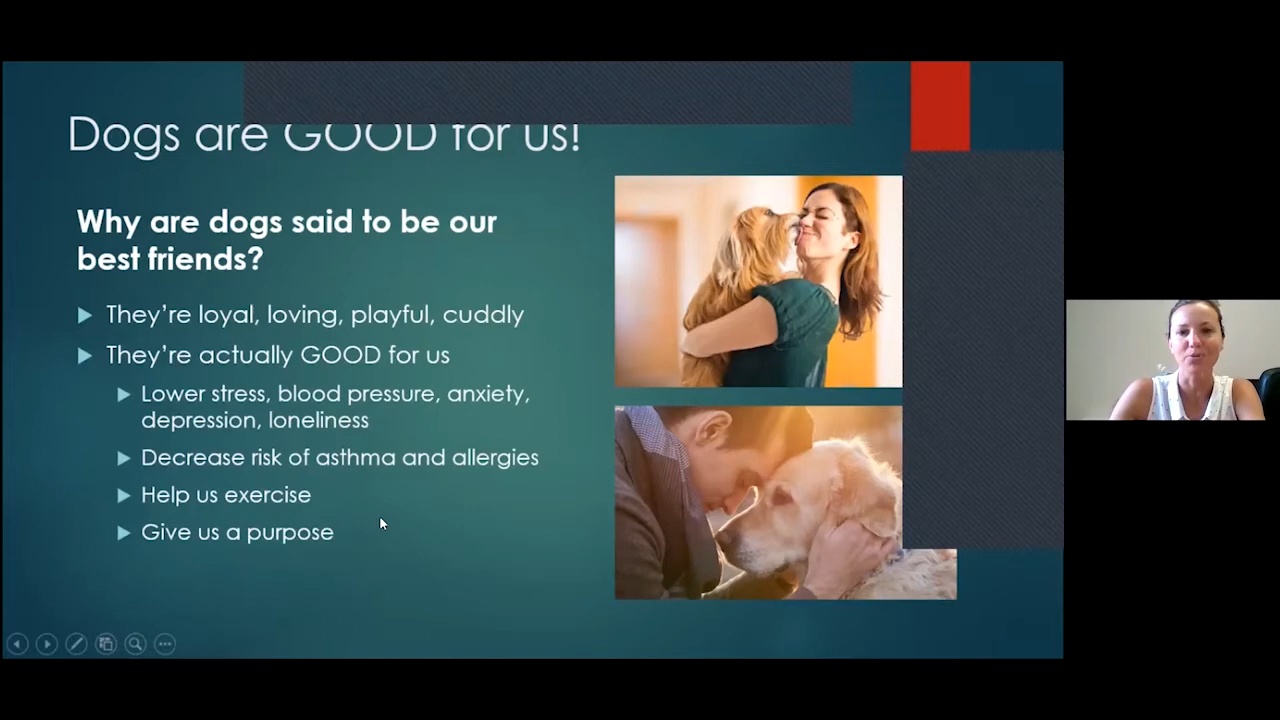 Dogs are GOOD for us!
Why are dogs said to be our
best friends?
They're loyal, loving, playful, cuddly
They're actually GOOD for us
Lower stress, blood pressure, anxiety,
depression, loneliness
Decrease risk of asthma and allergies
Help us exercise
Give us a purpose